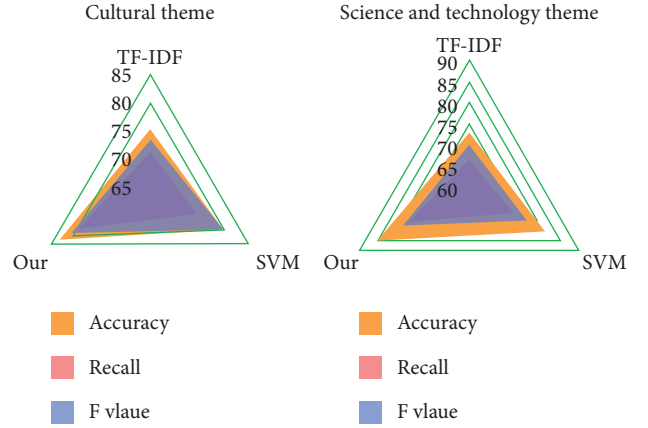 Cultural theme
TF-IDF
85
80
75
70
65
Our
SVM
Accuracy
Recall
F vlaue
Science and technology theme
TF-IDF
90
85
80
75
70
65
60
Our
SVM
Accuracy
Recall
F vlaue